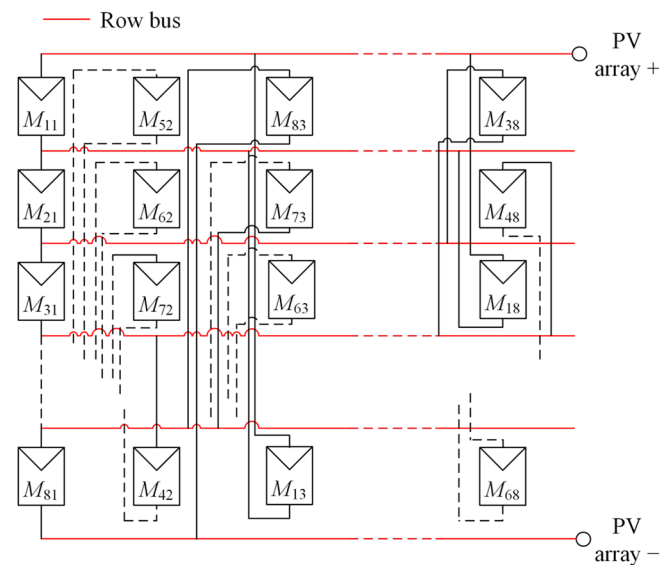 Row bus
PV
array +
M11 M52 M83 M38
M21 M62 M73 M48
M31 M72 M63 M18
M81 M42 M13 M68
PV
array −